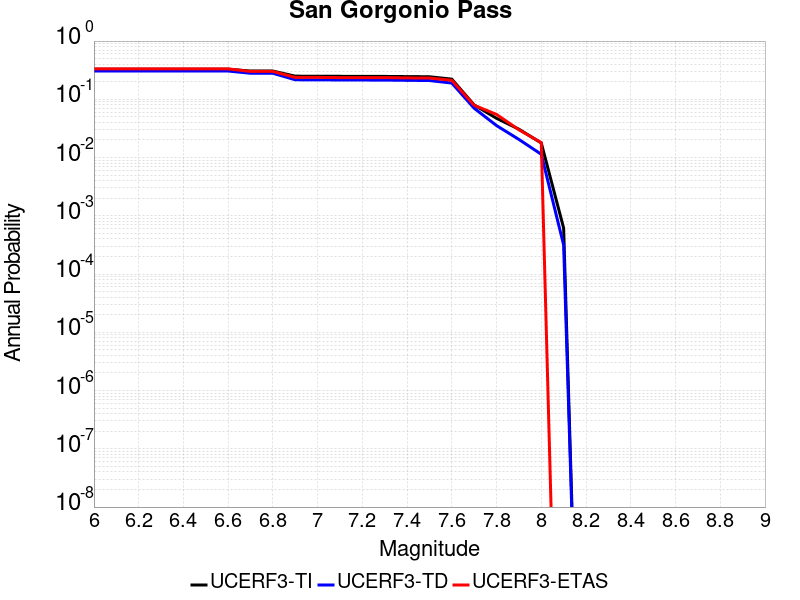 San Gorgonio Pass
Annual Probability
10^0
10^-1
10^-2
10^-3
10^-4
10^-5
10^-6
10^-7
10^-8
6 6.2 6.4 6.6 6.8 7 7.2 7.4 7.6 7.8 8 8.2 8.4 8.6 8.8 9
Magnitude
UCERF3-TI UCERF3-TD UCERF3-ETAS